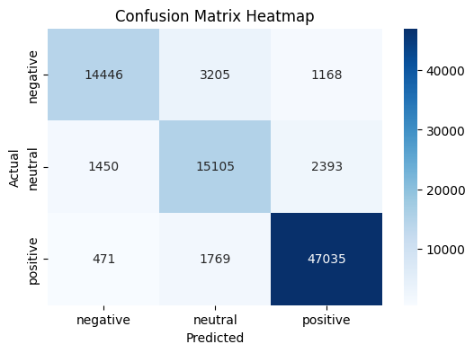 Confusion Matrix Heatmap
Actual
negative
14446 3205 1168
neutral
1450 15105 2393
positive
471 1769 47035
negative neutral positive
Predicted
40000
30000
20000
10000